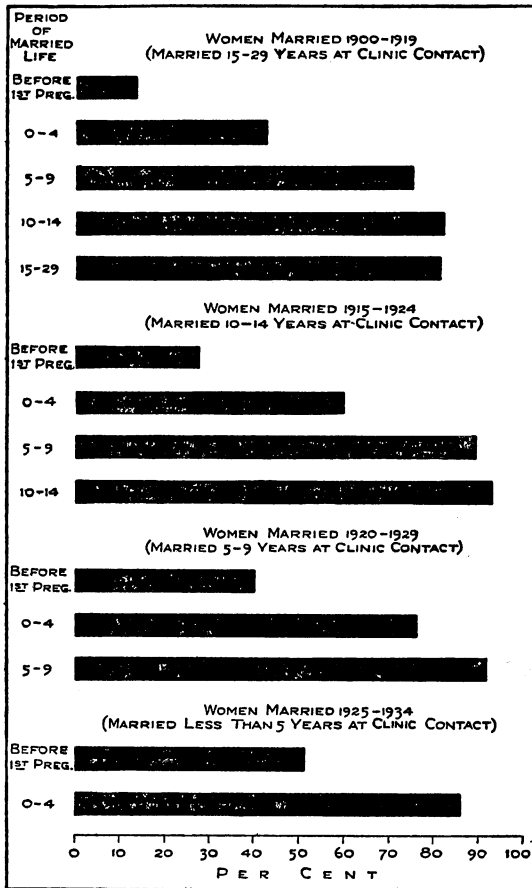 PERIOD
OF
MARRIED
LIFE
WOMEN MARRIED 1900-1919
(MARRIED 15-29 YEARS AT CLINIC CONTACT)
BEFORE
1ST PREG.
0-4
5-9
10-14
15-29
WOMEN MARRIED 1915-1924
(MARRIED 10-14 YEARS AT CLINIC CONTACT)
BEFORE
1ST PREG.
0-4
5-9
10-14
WOMEN MARRIED 1920-1929
(MARRIED 5-9 YEARS AT CLINIC CONTACT)
BEFORE
1ST PREG.
0-4
5-9
WOMEN MARRIED 1925-1934
(MARRIED LESS THAN 5 YEARS AT CLINIC CONTACT)
BEFORE
1ST PREG.
0-4
0 10 20 30 40 50 60 70 80 90 100
PER CENT